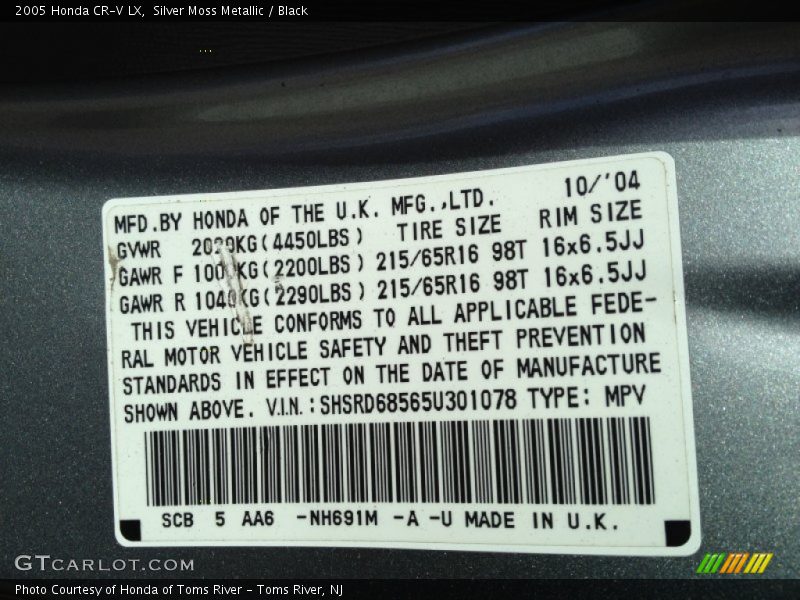 2005 Honda CR-V LX, Silver Moss Metallic / Black
MFD.BY HONDA OF THE U.K. MFG.,LTD. 10/'04
GVWR 2020KG(4450LBS) TIRE SIZE RIM SIZE
GAWR F 1000KG(2200LBS) 215/65R16 98T 16x6.5JJ
GAWR R 1040KG(2290LBS) 215/65R16 98T 16x6.5JJ
THIS VEHICLE CONFORMS TO ALL APPLICABLE FEDE-
RAL MOTOR VEHICLE SAFETY AND THEFT PREVENTION
STANDARDS IN EFFECT ON THE DATE OF MANUFACTURE
SHOWN ABOVE. V.I.N.:SHSRD68565U301078 TYPE: MPV
SCB 5 AA6 -NH691M -A -U MADE IN U.K.
GTCARLOT.COM
Photo Courtesy of Honda of Toms River - Toms River, NJ